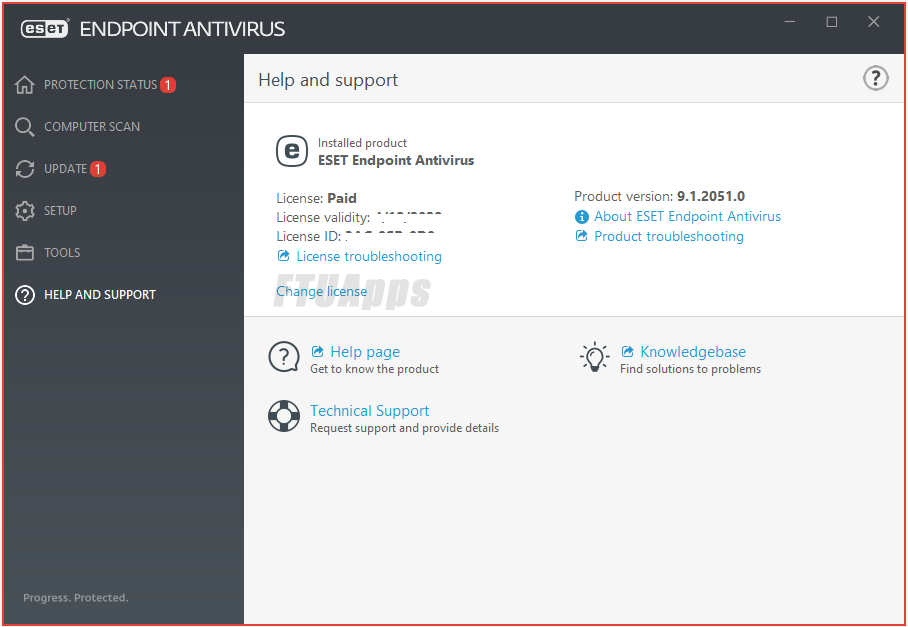 eseT ENDPOINT ANTIVIRUS
PROTECTION STATUS 1
COMPUTER SCAN
UPDATE 1
SETUP
TOOLS
? HELP AND SUPPORT
Progress. Protected.
Help and support ?
e Installed product
ESET Endpoint Antivirus
License: Paid
License validity:
License ID:
License troubleshooting
Change license
FTUApps
Product version: 9.1.2051.0
i About ESET Endpoint Antivirus
Product troubleshooting
? Help page
Get to know the product
Knowledgebase
Find solutions to problems
Technical Support
Request support and provide details